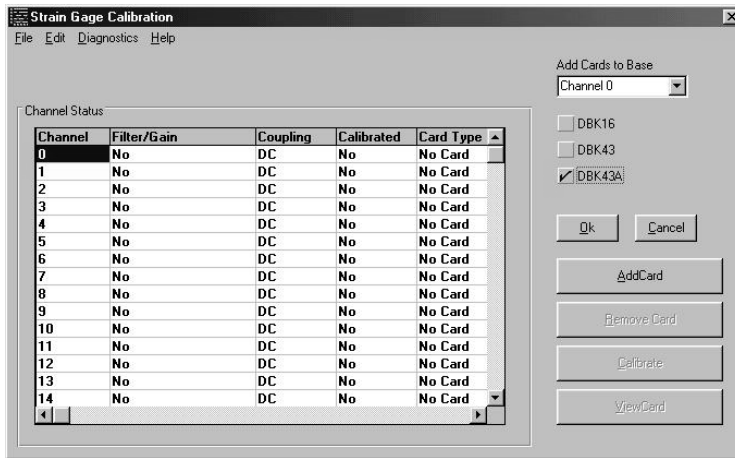 Strain Gage Calibration
File Edit Diagnostics Help
Add Cards to Base
Channel 0
Channel Status
Channel Filter/Gain Coupling Calibrated Card Type
0 No DC No No Card
1 No DC No No Card
2 No DC No No Card
3 No DC No No Card
4 No DC No No Card
5 No DC No No Card
6 No DC No No Card
7 No DC No No Card
8 No DC No No Card
9 No DC No No Card
10 No DC No No Card
11 No DC No No Card
12 No DC No No Card
13 No DC No No Card
14 No DC No No Card
DBK16
DBK43
DBK43A
Ok Cancel
AddCard
Remove Card
Calibrate
ViewCard